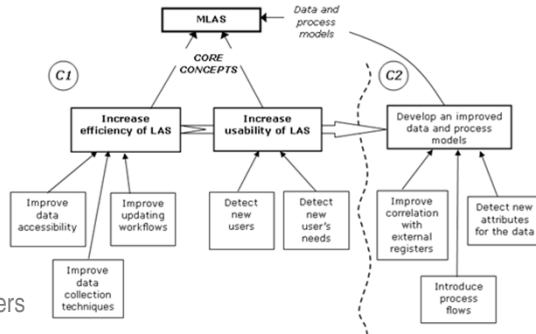 MLAS
Data and
process
models
CORE
CONCEPTS
C1
C2
Increase
efficiency of LAS
Increase
usability of LAS
Develop an improved
data and process
models
Improve
data
accessibility
Improve
updating
workflows
Detect
new
users
Detect
new
user's
needs
Improve
correlation
with
external
registers
Detect new
attributes
for the data
Improve
data
collection
techniques
Introduce
process
flows
ers